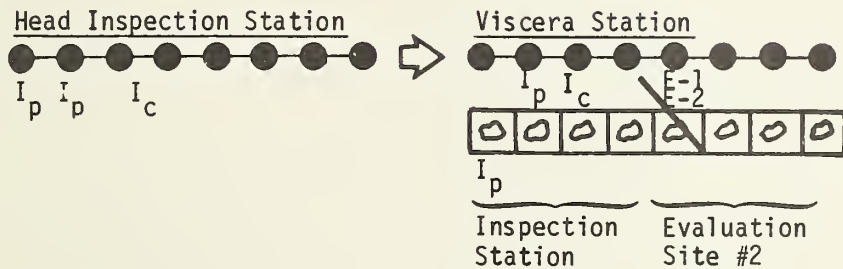 Head Inspection Station
I_p I_p I_c
Viscera Station
I_p I_c E-1
E-2
I_p
Inspection Station
Evaluation Site #2